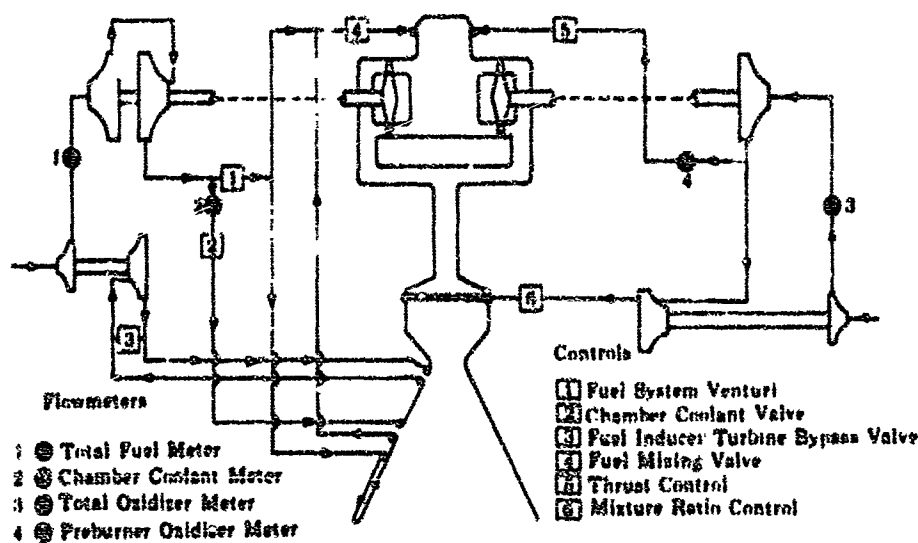 4
5
1
3
4
1
2
2
3
6
Controls
1 Fuel System Venturi
2 Chamber Coolant Valve
3 Fuel Inducer Turbine Bypass Valve
4 Fuel Mixing Valve
5 Thrust Control
6 Mixture Ratio Control
Flowmeters
1 Total Fuel Meter
2 Chamber Coolant Meter
3 Total Oxidizer Meter
4 Preburner Oxidizer Meter